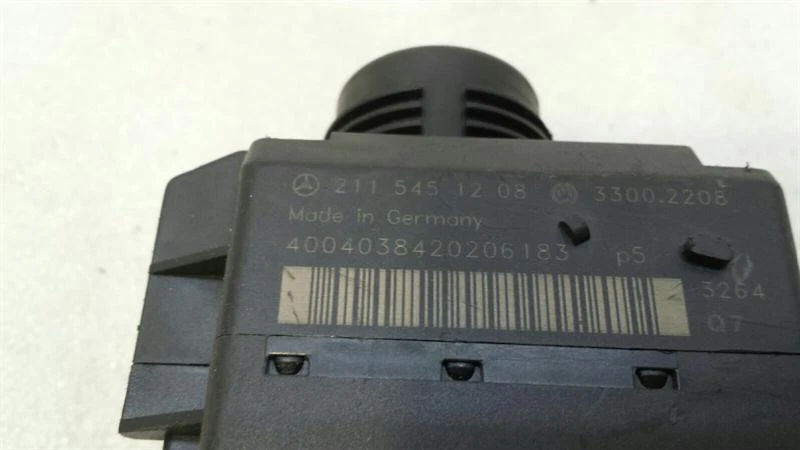 211 545 12 08 3300.2208
Made in Germany
4004038420206183 p5
3264
Q7